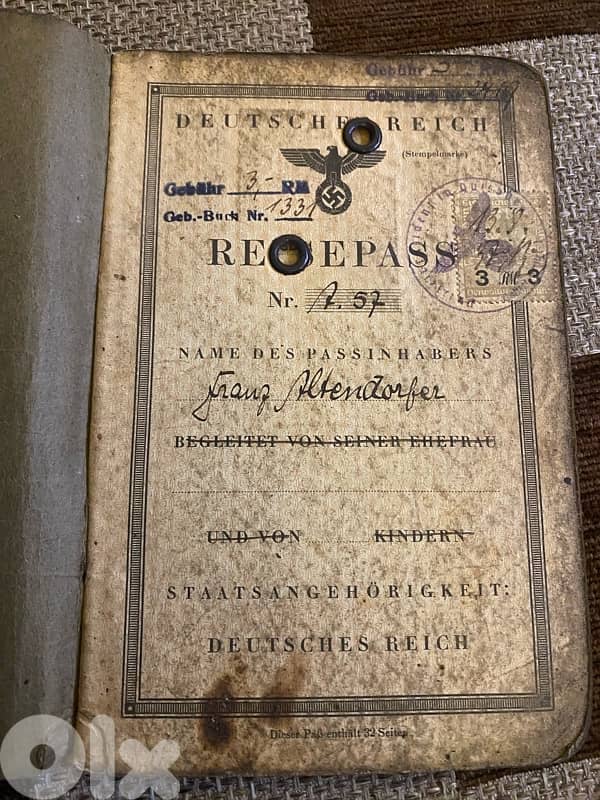 Gebühr RM
DEUTSCHES REICH
(Stempelmarke)
Gebühr 3,- RM
Geb.-Buch Nr. 1331
REISEPASS
3 RM 3
Nr. A. 57
NAME DES PASSINHABERS
Franz Altendorfer
BEGLEITET VON SEINER EHEFRAU
UND VON KINDERN
STAATSANGEHÖRIGKEIT:
DEUTSCHES REICH
Dieser Paß enthält 32 Seiten
OLX